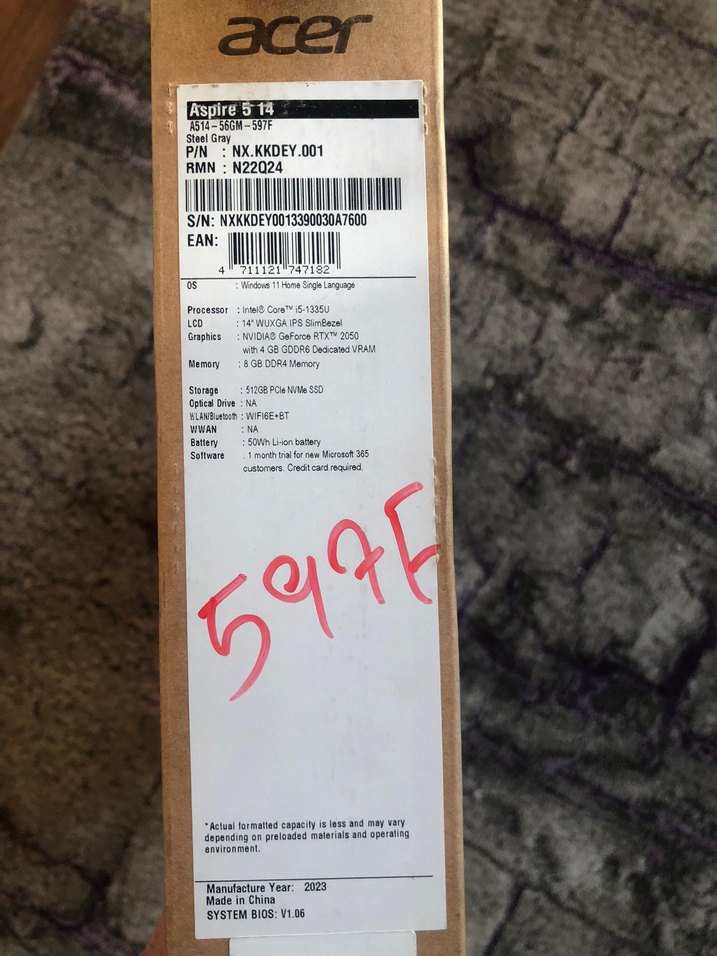 acer
Aspire 5 14
A514-56GM-597F
Steel Gray
P/N : NX.KKDEY.001
RMN : N22Q24
S/N: NXKKDEY0013390030A7600
EAN:
4 711121 747182
OS : Windows 11 Home Single Language
Processor : Intel® Core™ i5-1335U
LCD : 14" WUXGA IPS SlimBezel
Graphics : NVIDIA® GeForce RTX™ 2050
with 4 GB GDDR6 Dedicated VRAM
Memory : 8 GB DDR4 Memory
Storage : 512GB PCIe NVMe SSD
Optical Drive : NA
WLAN/Bluetooth : WIFI6E+BT
WWAN : NA
Battery : 50Wh Li-ion battery
Software : 1 month trial for new Microsoft 365
customers. Credit card required.
597F
*Actual formatted capacity is less and may vary
depending on preloaded materials and operating
environment.
Manufacture Year: 2023
Made in China
SYSTEM BIOS: V1.06